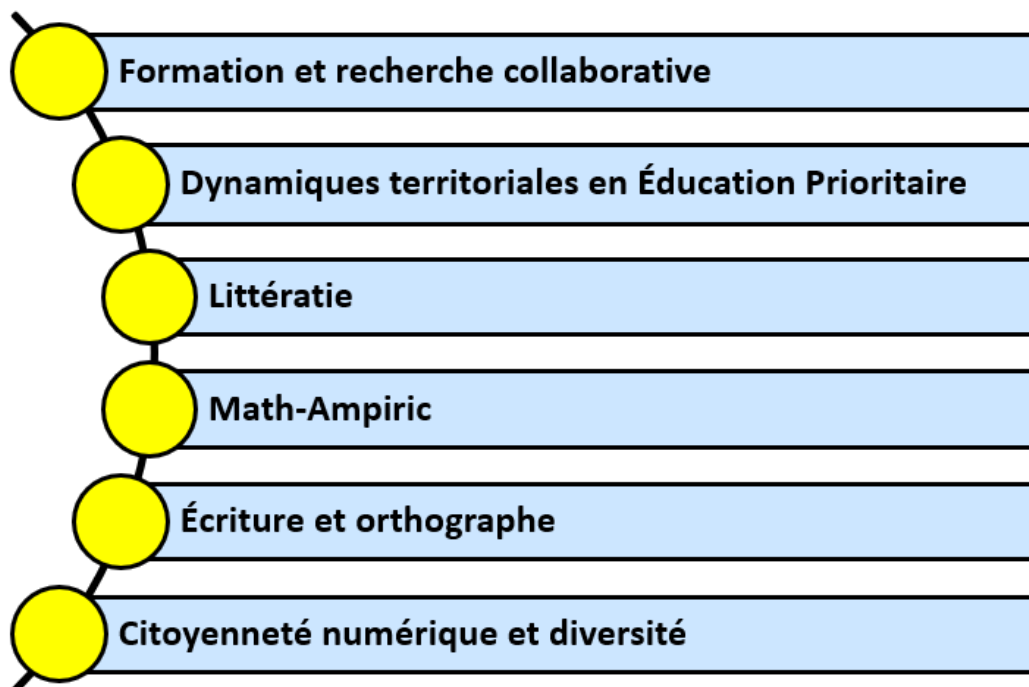 Formation et recherche collaborative
Dynamiques territoriales en Éducation Prioritaire
Littératie
Math-Ampiric
Écriture et orthographe
Citoyenneté numérique et diversité